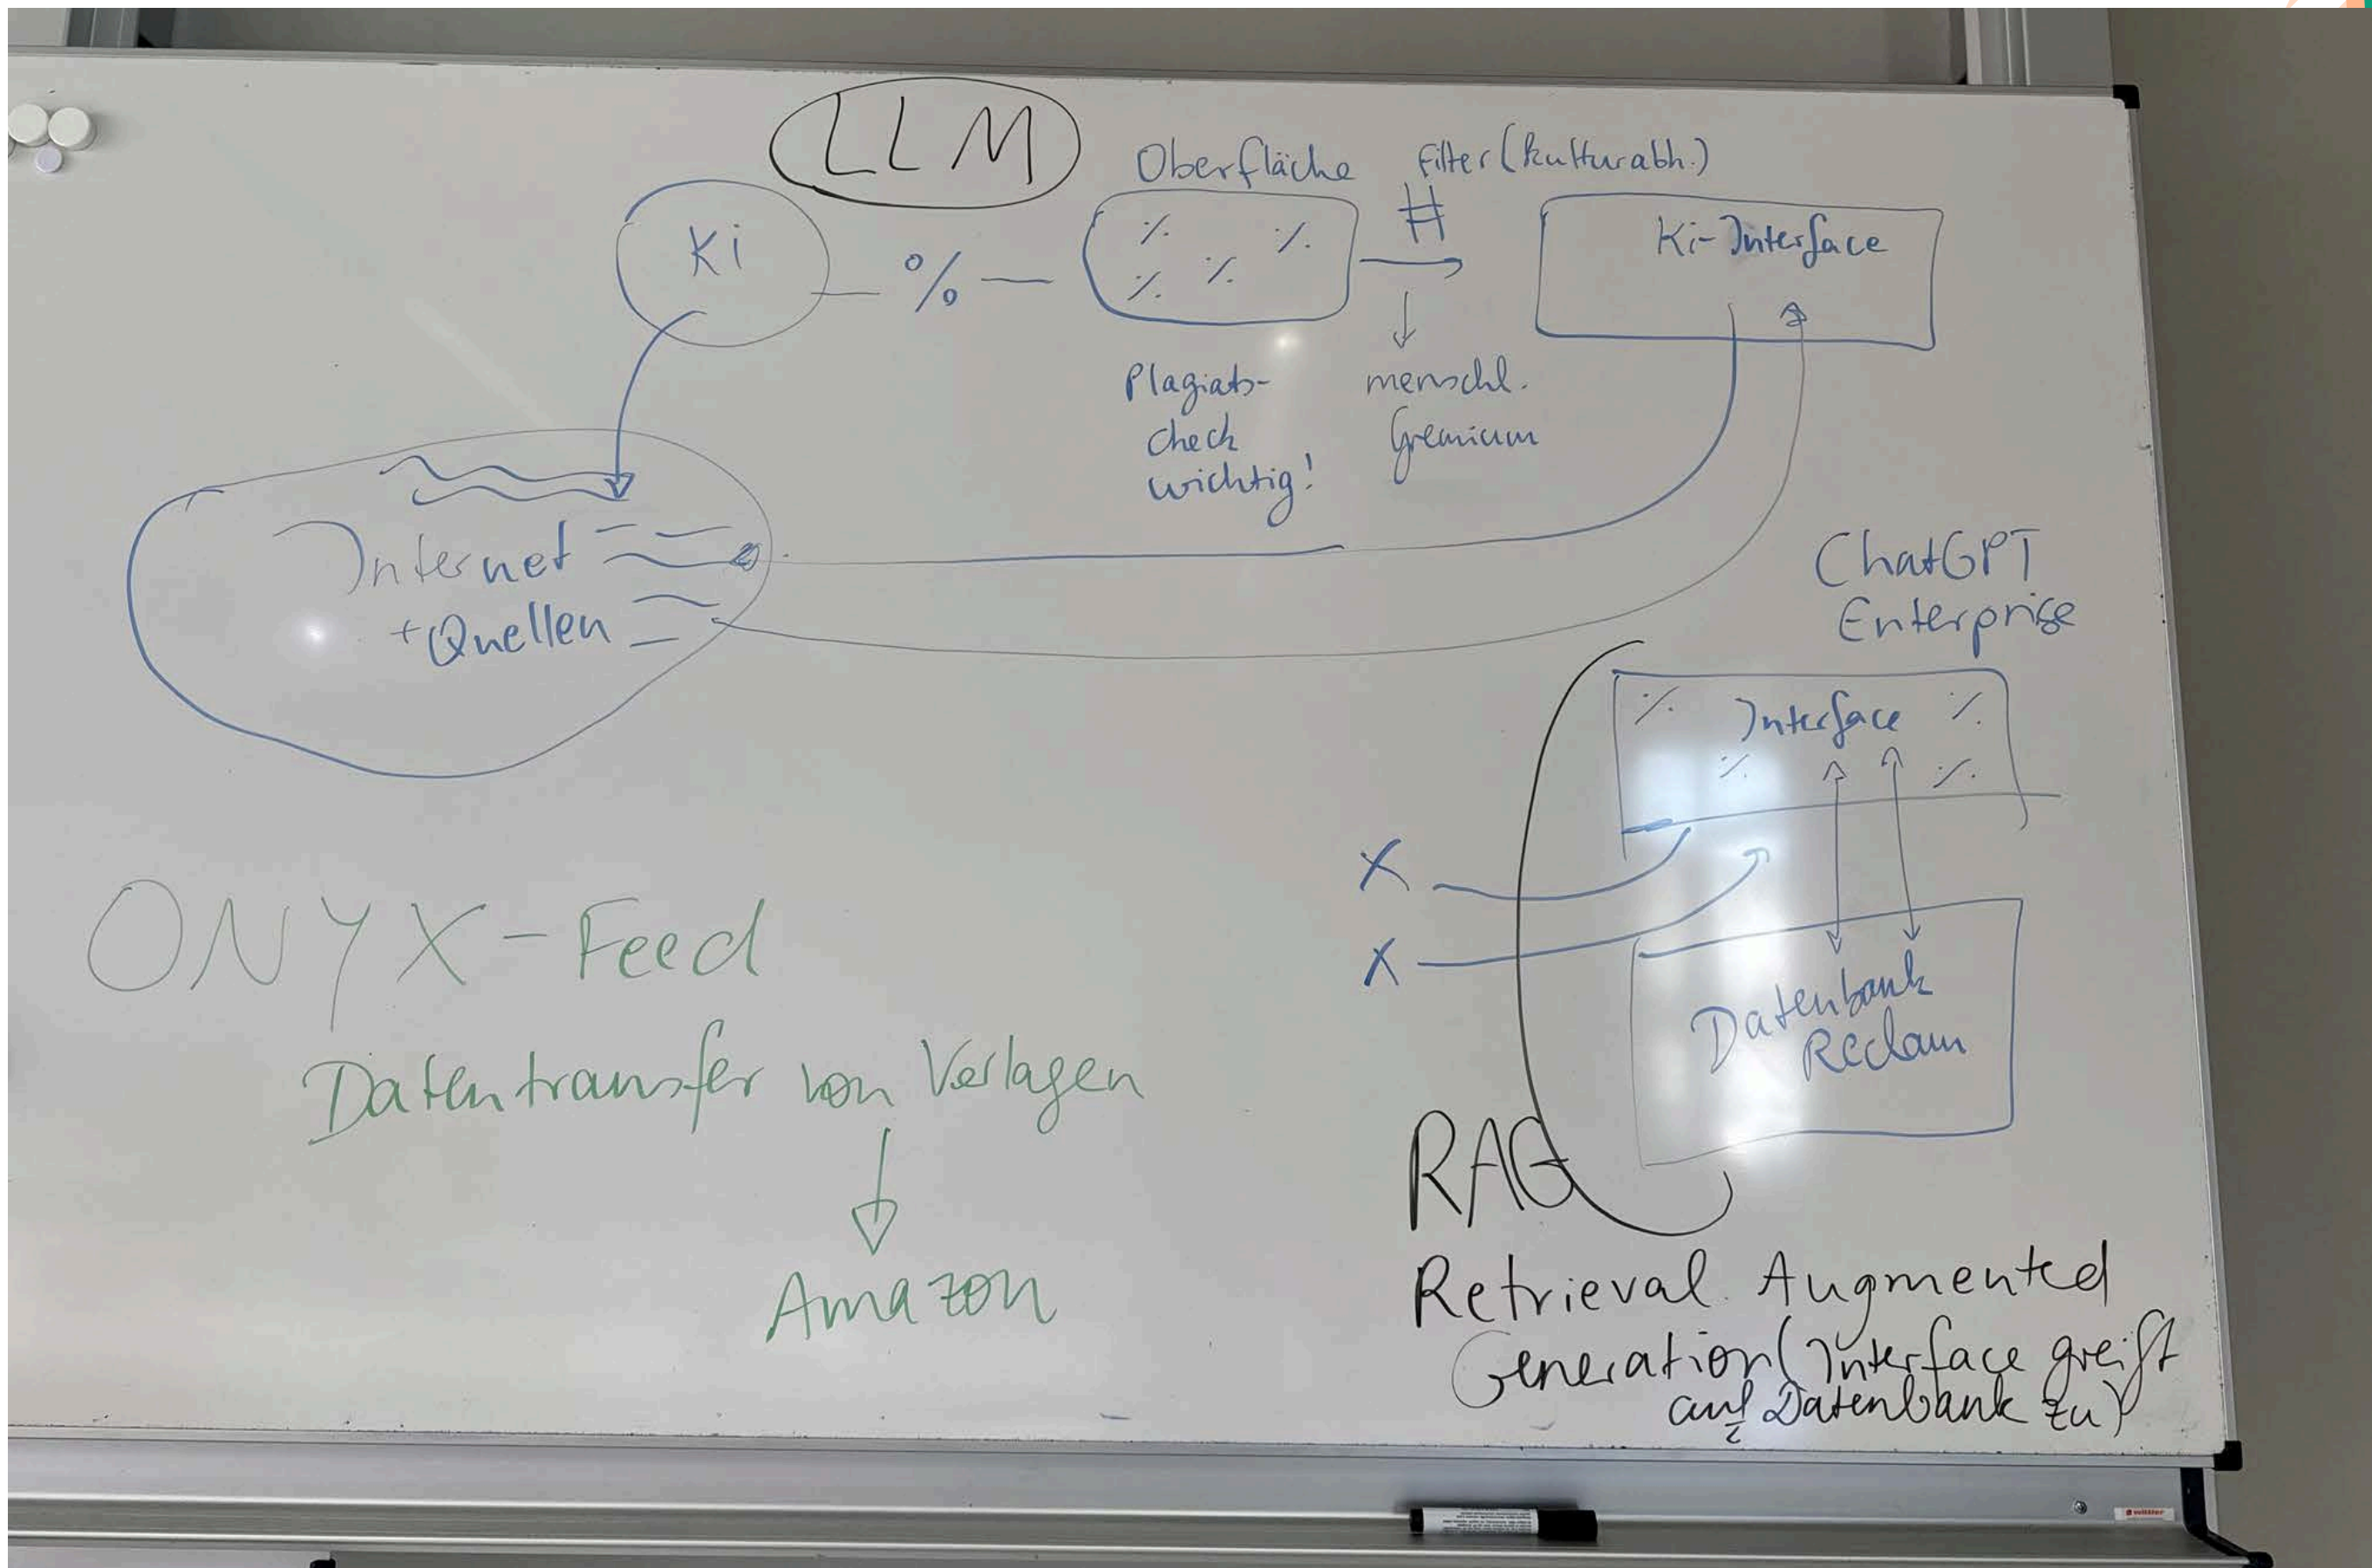 LLM
Ki
%
Oberfläche
Filter (kulturabh.)
#
%
%
%
%
Ki-Interface
Plagiats-
check
wichtig!
menschl.
Gremium
Internet
+ Quellen
ChatGPT
Enterprise
% Interface %
% %
X
X
Datenbank
Reclam
ONYX-Feed
Datentransfer von Verlagen
Amazon
RAG
Retrieval Augmented
Generation (Interface greift
auf Datenbank zu)